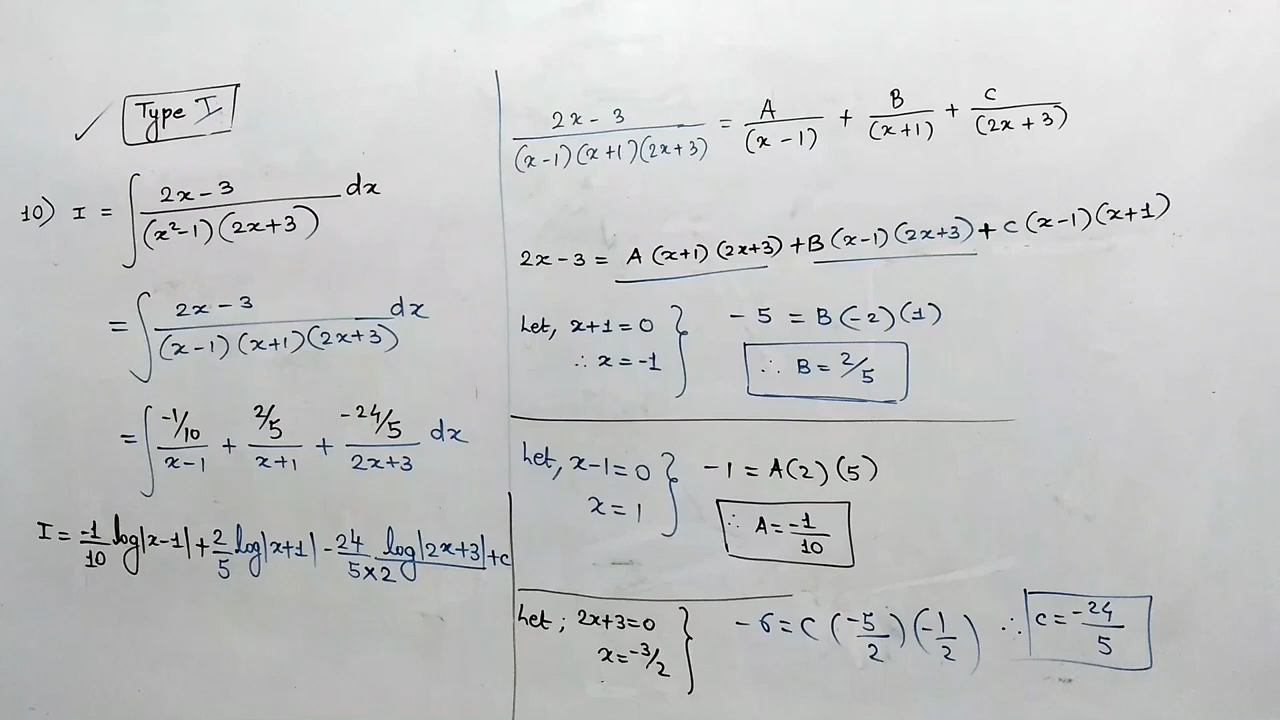 ✓ Type I
10) I = ∫ (2x-3)/((x²-1)(2x+3)) dx
= ∫ (2x-3)/((x-1)(x+1)(2x+3)) dx
= ∫ (-1/10)/(x-1) + (2/5)/(x+1) + (-24/5)/(2x+3) dx
I = -1/10 log|x-1| + 2/5 log|x+1| - 24/(5×2) log|2x+3| + c
(2x-3)/((x-1)(x+1)(2x+3)) = A/(x-1) + B/(x+1) + C/(2x+3)
2x-3 = A(x+1)(2x+3) + B(x-1)(2x+3) + C(x-1)(x+1)
Let, x+1=0 } -5 = B(-2)(1)
∴ x=-1 ∴ B = 2/5
Let, x-1=0 } -1 = A(2)(5)
x=1 ∴ A = -1/10
Let; 2x+3=0 } -6 = C(-5/2)(-1/2) ∴ C = -24/5
x=-3/2